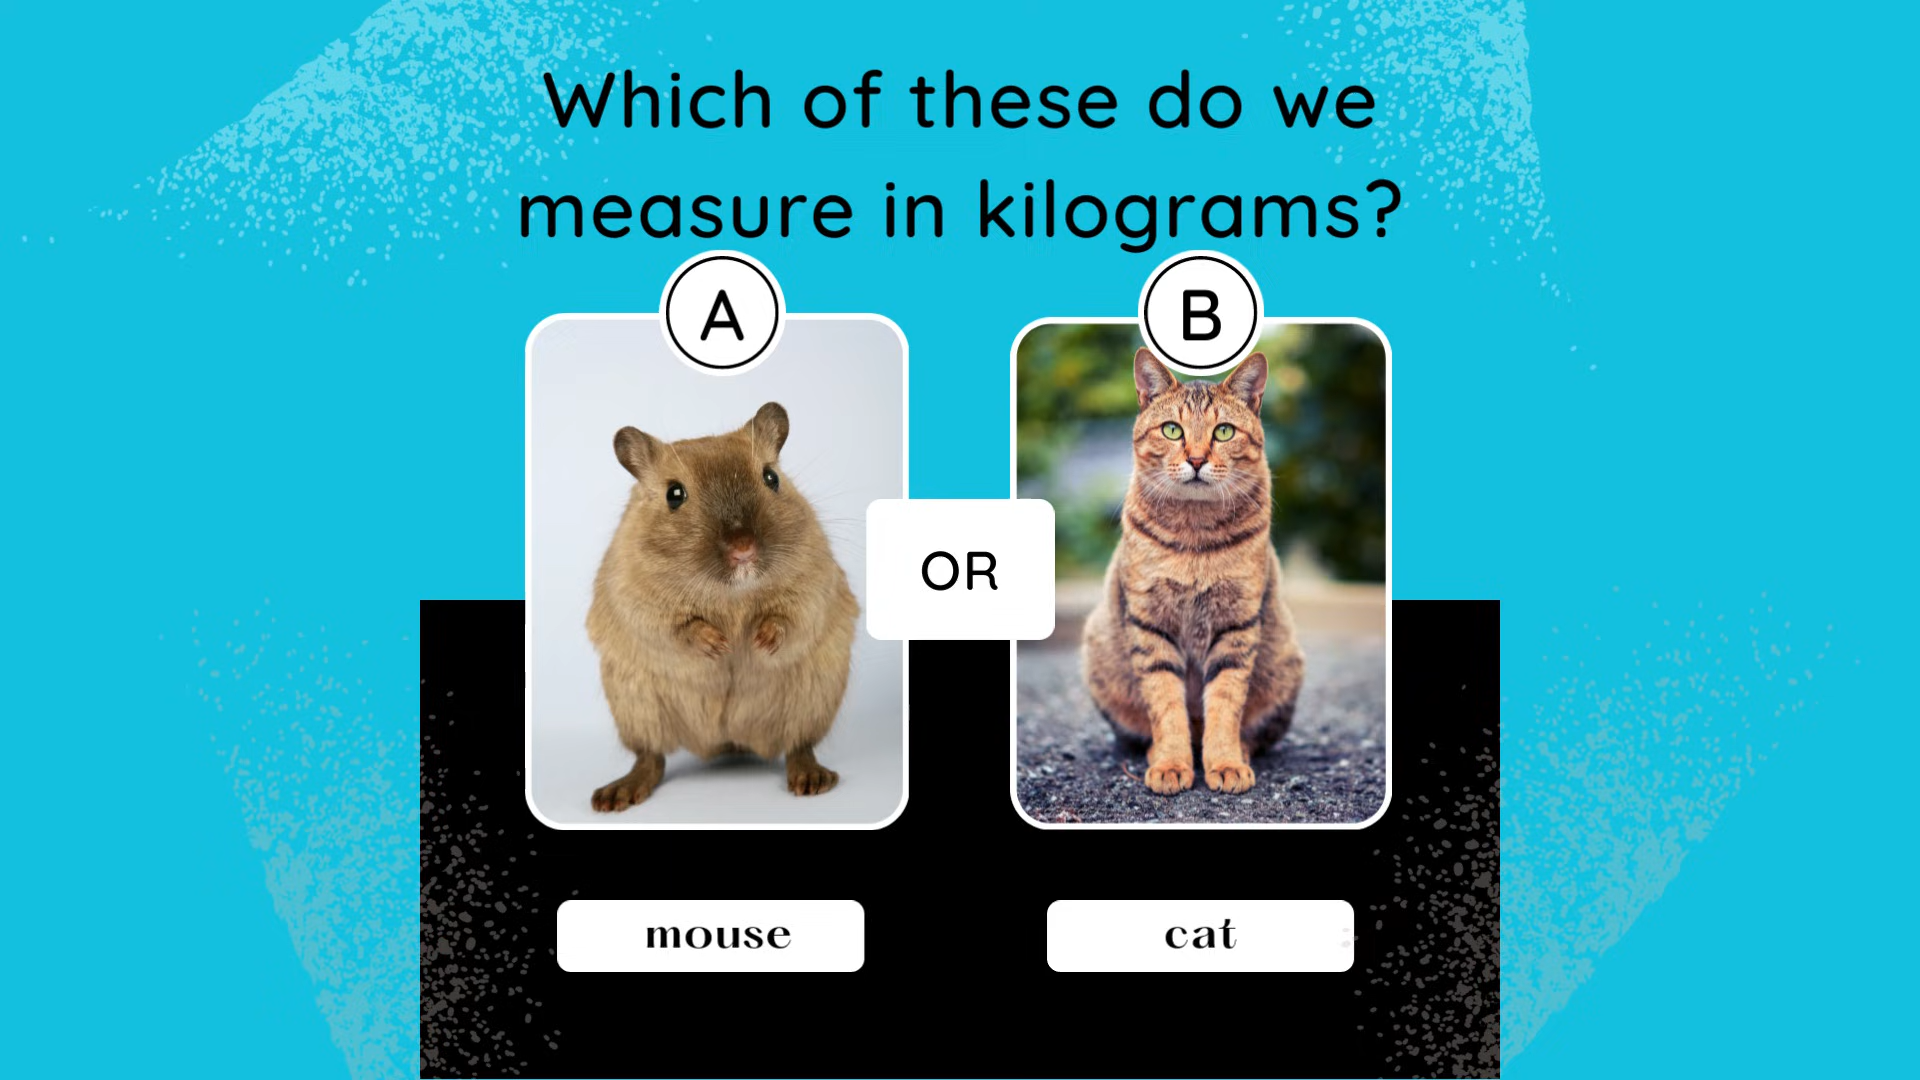 Which of these do we
measure in kilograms?
A
B
OR
mouse
cat